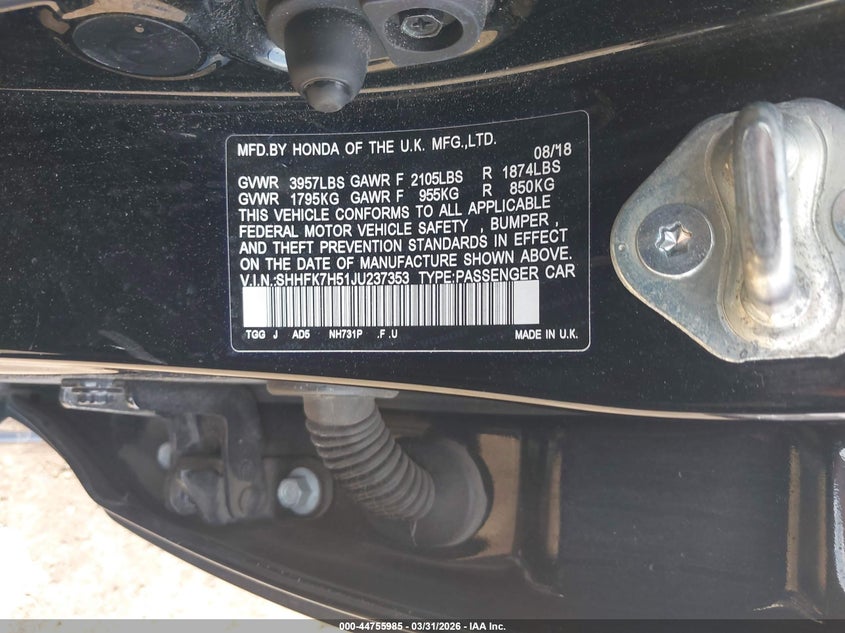 MFD.BY HONDA OF THE U.K. MFG.,LTD. 08/18
GVWR 3957LBS GAWR F 2105LBS R 1874LBS
GVWR 1795KG GAWR F 955KG R 850KG
THIS VEHICLE CONFORMS TO ALL APPLICABLE
FEDERAL MOTOR VEHICLE SAFETY , BUMPER ,
AND THEFT PREVENTION STANDARDS IN EFFECT
ON THE DATE OF MANUFACTURE SHOWN ABOVE.
V.I.N.:SHHFK7H51JU237353 TYPE:PASSENGER CAR
TGG J AD5 NH731P .F .U MADE IN U.K.
000-44755985 | 03/31/2026 | © IAA Inc.